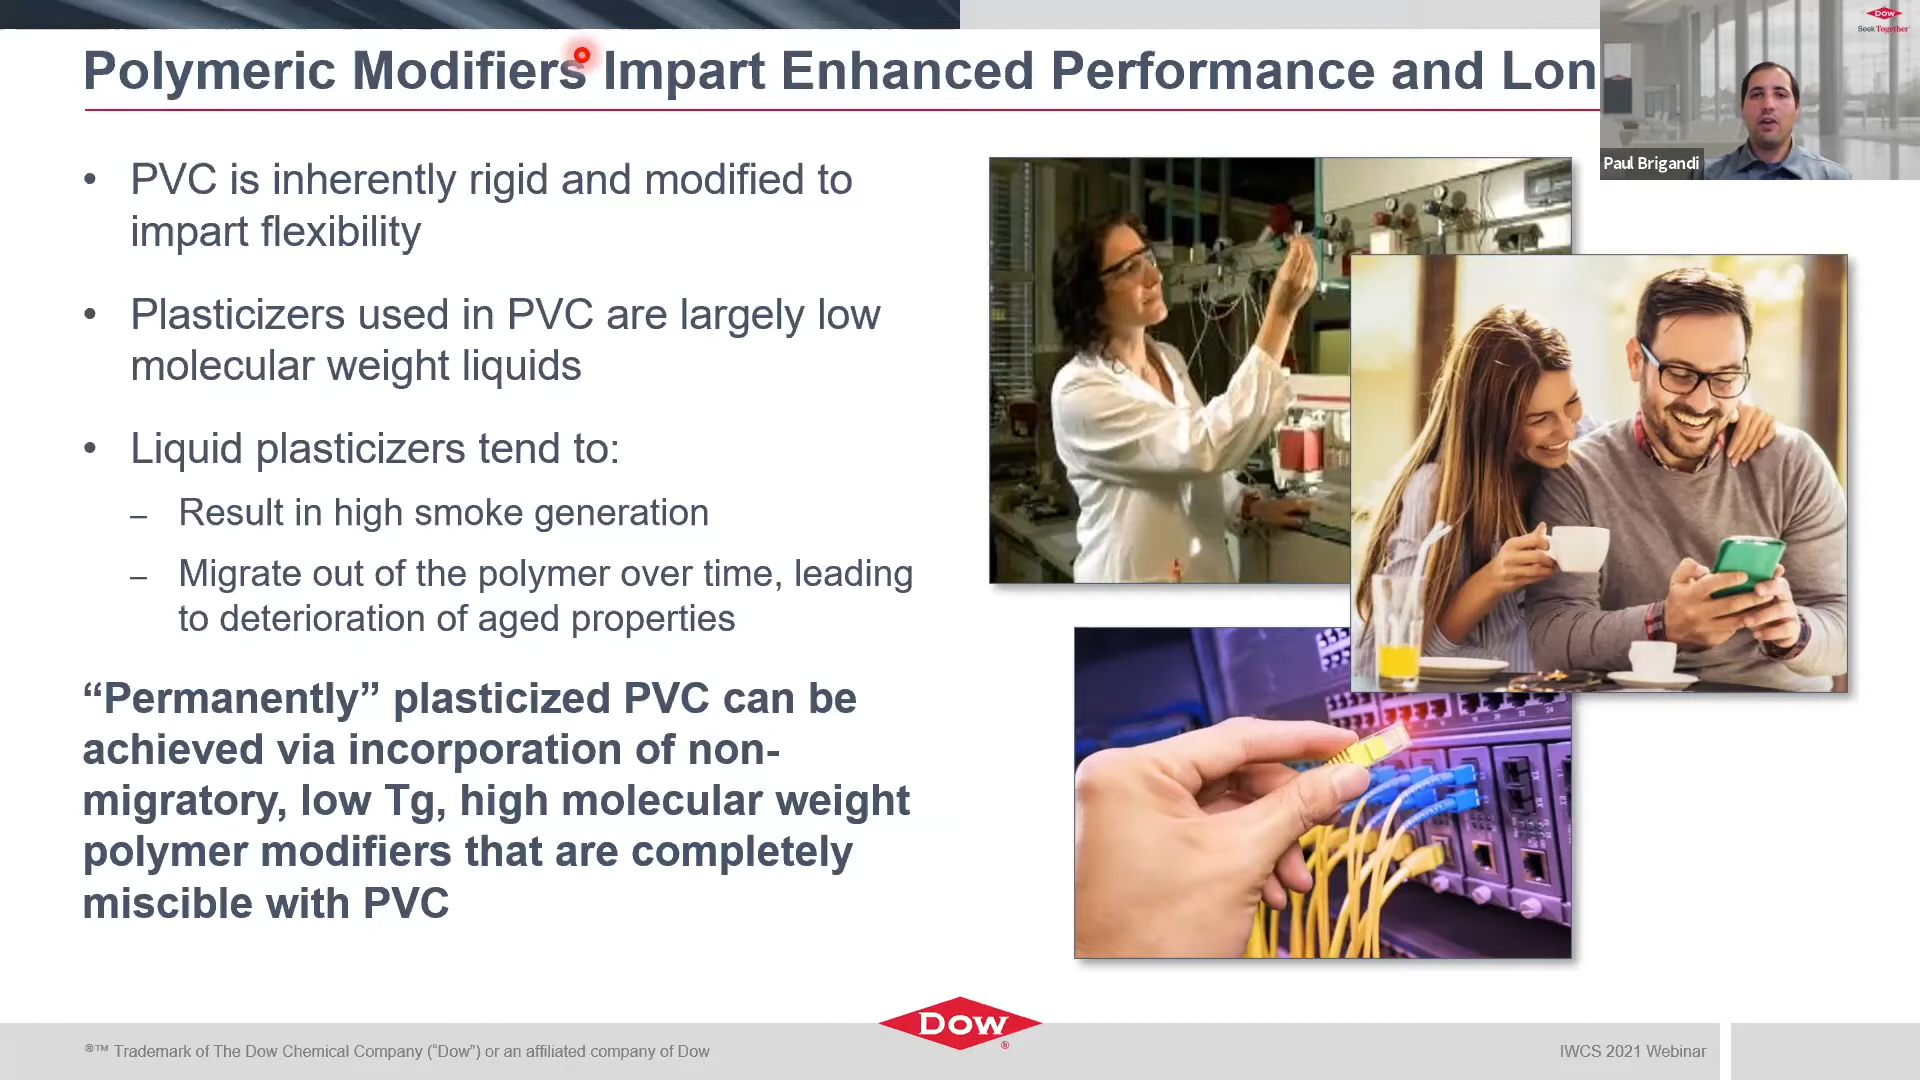 Polymeric Modifiers Impart Enhanced Performance and Lon
DOW
Seek Together
Paul Brigandi
• PVC is inherently rigid and modified to
impart flexibility
• Plasticizers used in PVC are largely low
molecular weight liquids
• Liquid plasticizers tend to:
– Result in high smoke generation
– Migrate out of the polymer over time, leading
to deterioration of aged properties
“Permanently” plasticized PVC can be
achieved via incorporation of non-
migratory, low Tg, high molecular weight
polymer modifiers that are completely
miscible with PVC
DOW®
®™ Trademark of The Dow Chemical Company (“Dow”) or an affiliated company of Dow
IWCS 2021 Webinar